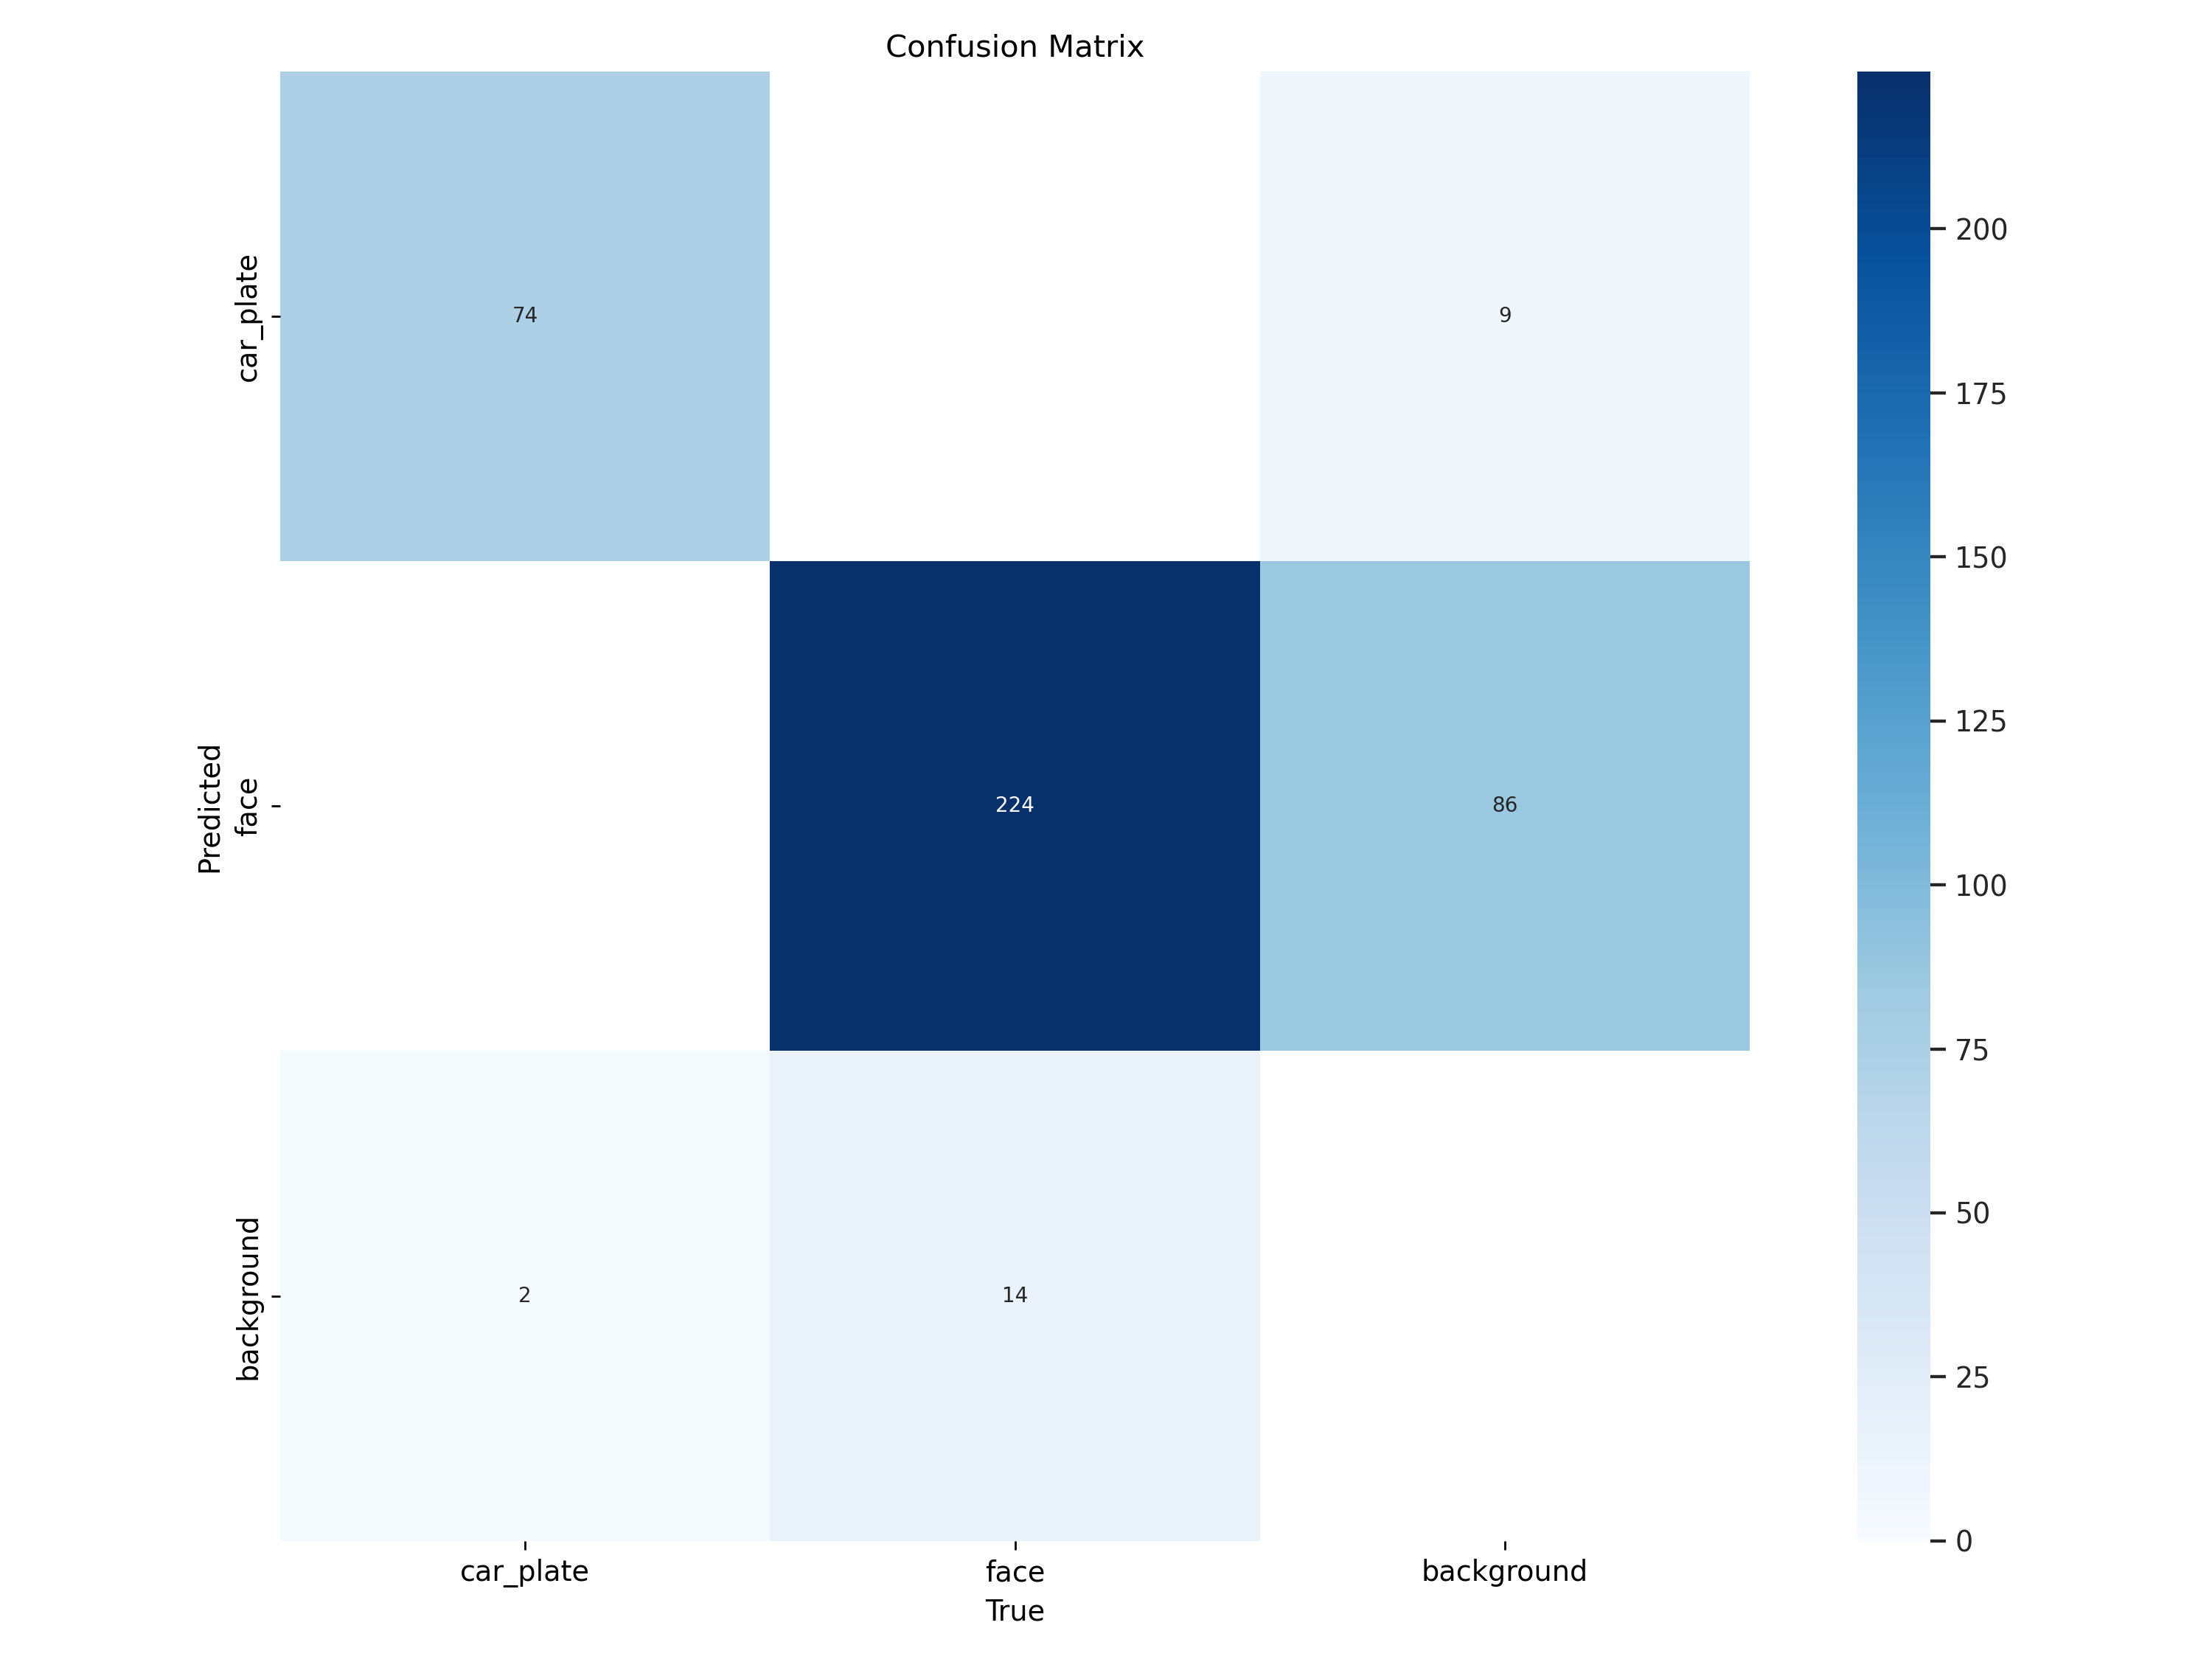 Confusion Matrix
car_plate
74
9
200
175
150
125
Predicted
face
224
86
100
75
50
background
2
14
25
0
car_plate
face
background
True